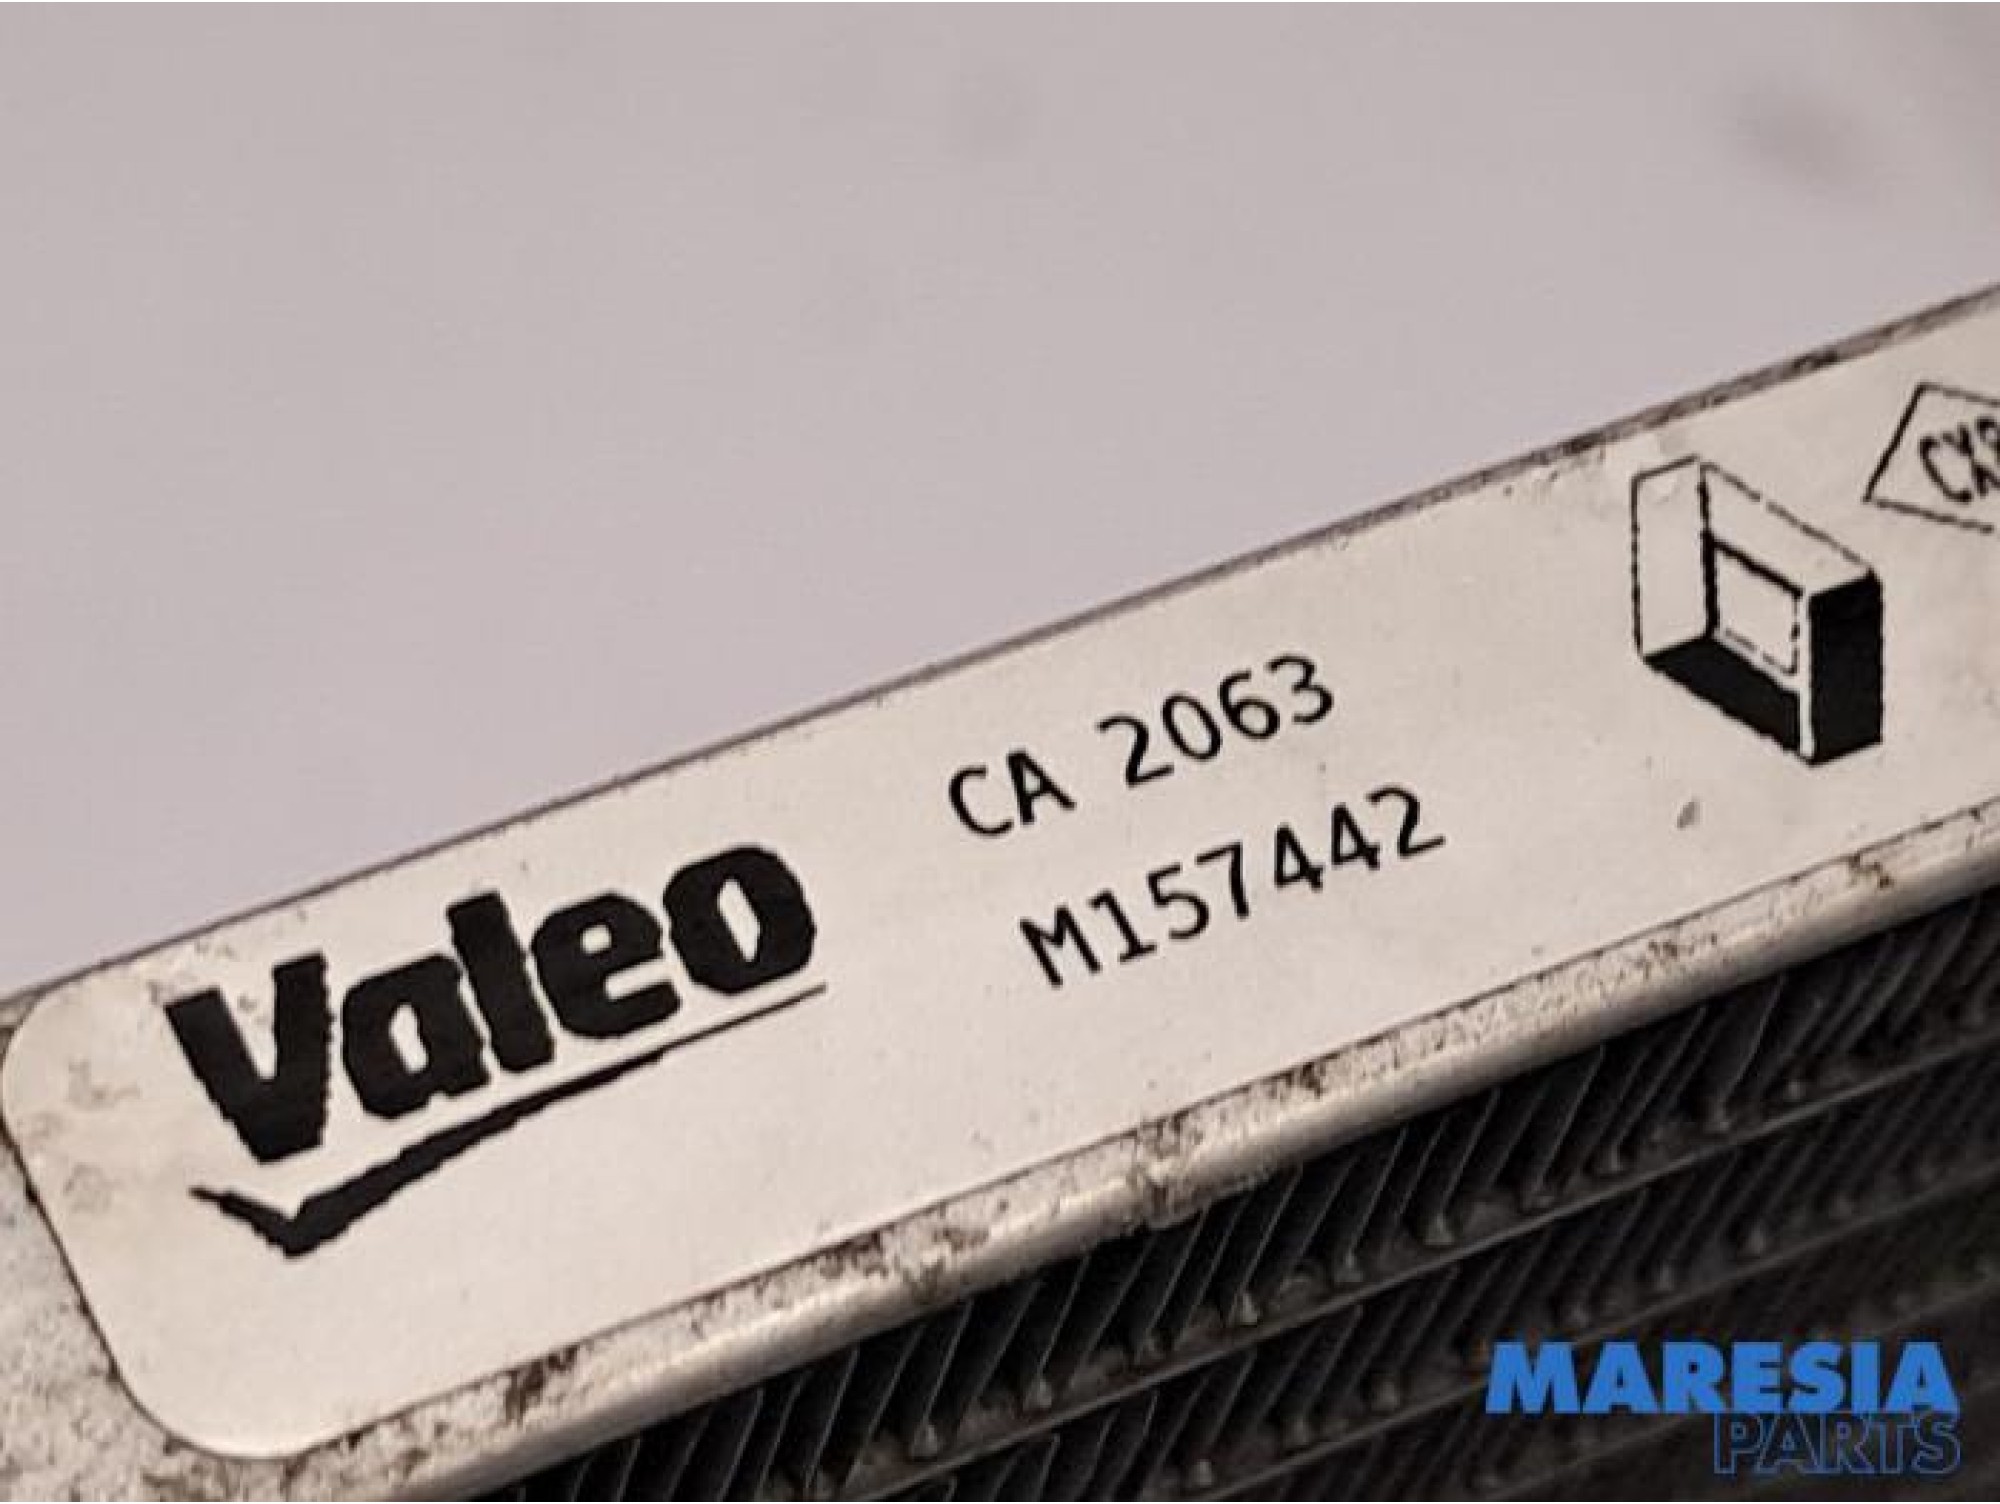 Valeo
CA 2063
M157442
MARESIA
PARTS